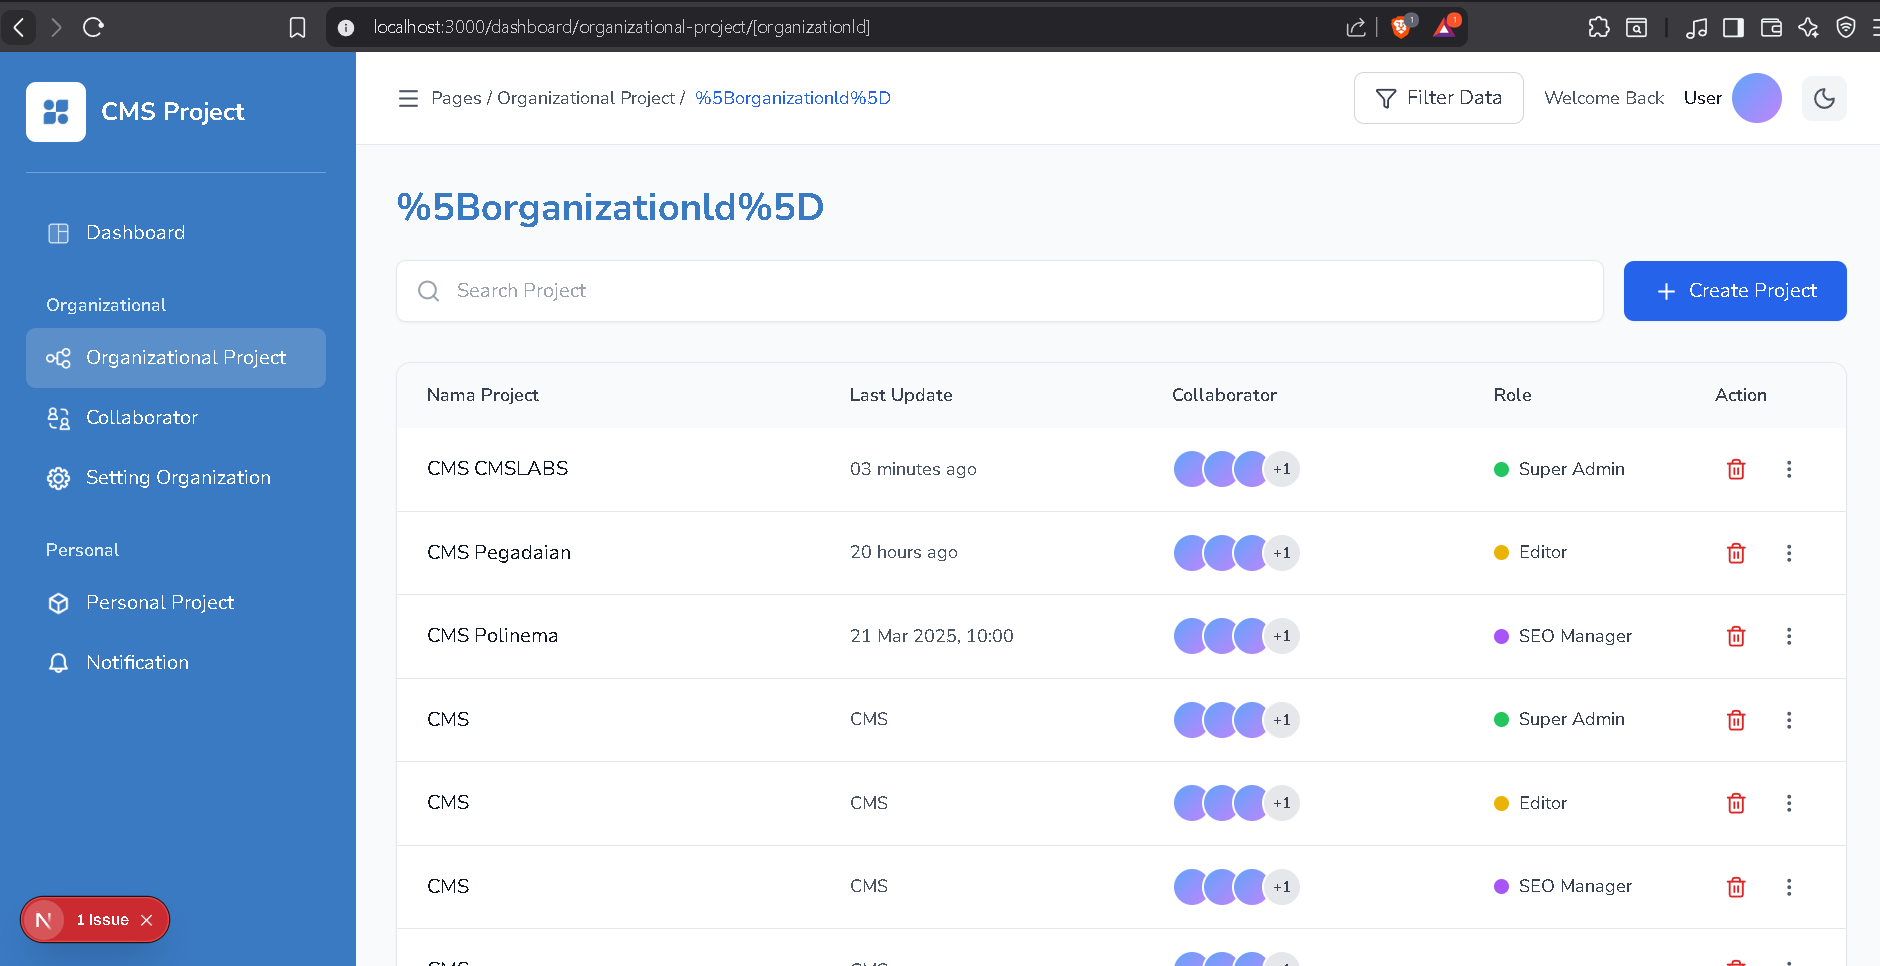 localhost:3000/dashboard/organizational-project/[organizationId]
1
1
CMS Project
Pages / Organizational Project / %5BorganizationId%5D
Filter Data
Welcome Back User
%5BorganizationId%5D
Dashboard
Organizational
Organizational Project
Collaborator
Setting Organization
Personal
Personal Project
Notification
Search Project
+ Create Project
Nama Project Last Update Collaborator Role Action
CMS CMSLABS 03 minutes ago +1 Super Admin
CMS Pegadaian 20 hours ago +1 Editor
CMS Polinema 21 Mar 2025, 10:00 +1 SEO Manager
CMS CMS +1 Super Admin
CMS CMS +1 Editor
CMS CMS +1 SEO Manager
N 1 Issue